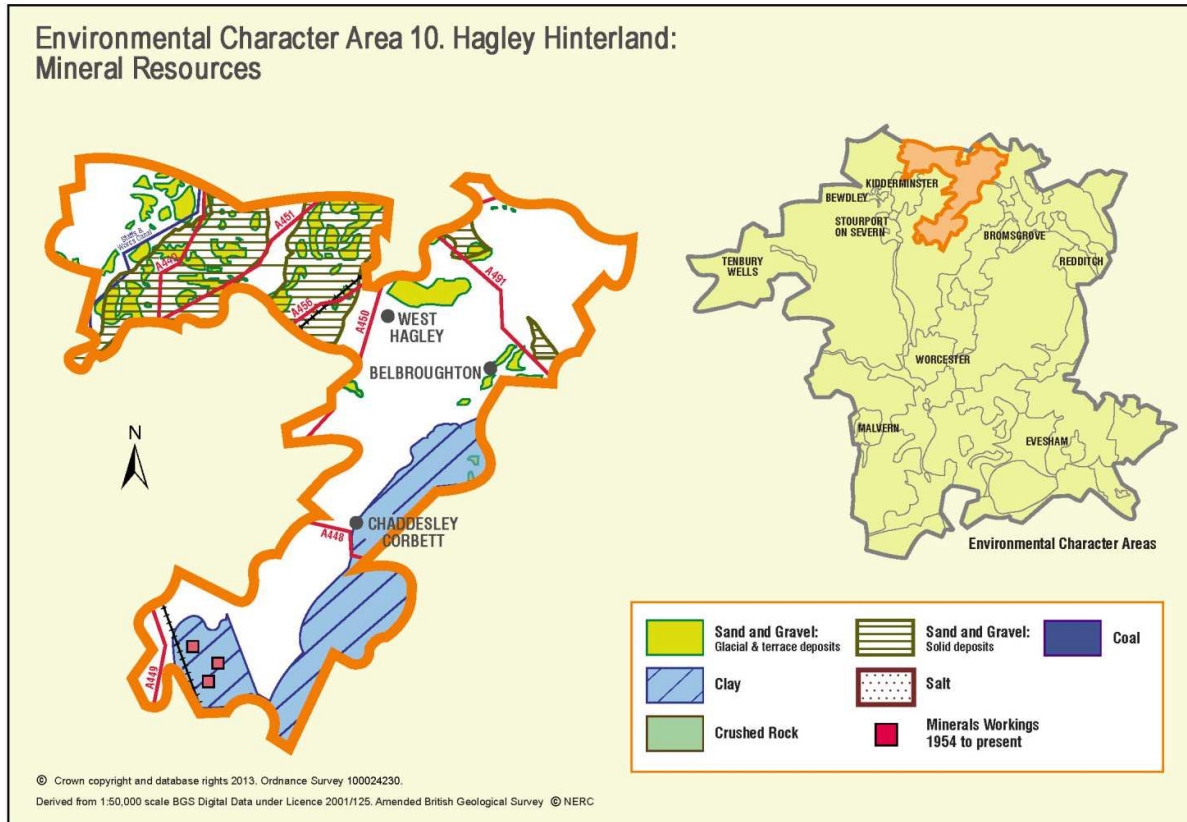 Environmental Character Area 10. Hagley Hinterland:
Mineral Resources
Staffs &
Worcs Canal
A449
A451
A456
A450
A491
WEST
HAGLEY
BELBROUGHTON
N
CHADDESLEY
CORBETT
A448
A449
KIDDERMINSTER
BEWDLEY
STOURPORT
ON SEVERN
BROMSGROVE
TENBURY
WELLS
REDDITCH
WORCESTER
MALVERN
EVESHAM
Environmental Character Areas
Sand and Gravel:
Glacial & terrace deposits
Sand and Gravel:
Solid deposits
Coal
Clay
Salt
Crushed Rock
Minerals Workings
1954 to present
© Crown copyright and database rights 2013. Ordnance Survey 100024230.
Derived from 1:50,000 scale BGS Digital Data under Licence 2001/125. Amended British Geological Survey © NERC